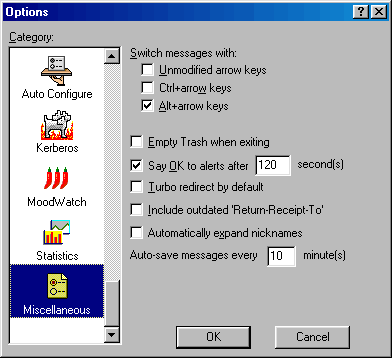 Options
Category:
Auto Configure
Kerberos
MoodWatch
Statistics
Miscellaneous
Switch messages with:
Unmodified arrow keys
Ctrl+arrow keys
Alt+arrow keys
Empty Trash when exiting
Say OK to alerts after 120 second(s)
Turbo redirect by default
Include outdated 'Return-Receipt-To'
Automatically expand nicknames
Auto-save messages every 10 minute(s)
OK Cancel